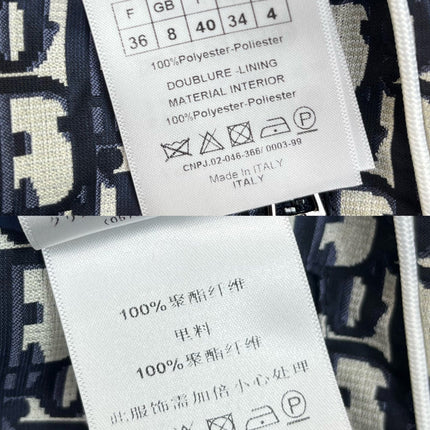 F GB
36 8 40 34 4
100%Polyester-Poliester
DOUBLURE -LINING
MATERIAL INTERIOR
100%Polyester-Poliester
CNPJ.02-046-366/ 0003-99
Made in ITALY
ITALY
100%聚酯纤维
里料
100%聚酯纤维
此服饰需加倍小心处理
P